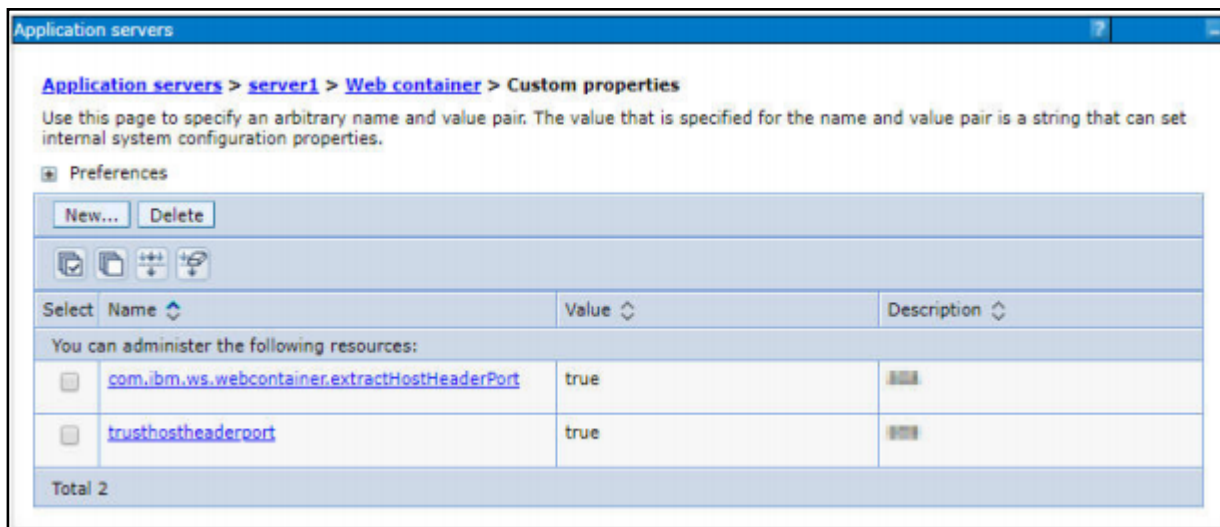 Application servers ?
Application servers > server1 > Web container > Custom properties
Use this page to specify an arbitrary name and value pair. The value that is specified for the name and value pair is a string that can set
internal system configuration properties.
Preferences
New... Delete
Select Name Value Description
You can administer the following resources:
com.ibm.ws.webcontainer.extractHostHeaderPort true
trusthostheaderport true
Total 2